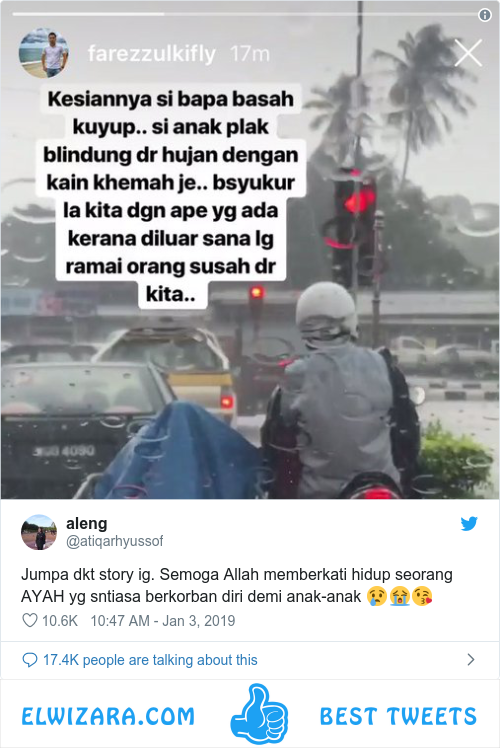 farezzulkifly 17m
Kesiannya si bapa basah
kuyup.. si anak plak
blindung dr hujan dengan
kain khemah je.. bsyukur
la kita dgn ape yg ada
kerana diluar sana lg
ramai orang susah dr
kita..
4090
aleng
@atiqarhyussof
Jumpa dkt story ig. Semoga Allah memberkati hidup seorang
AYAH yg sntiasa berkorban diri demi anak-anak 😢😭😘
10.6K 10:47 AM - Jan 3, 2019
17.4K people are talking about this
ELWIZARA.COM BEST TWEETS